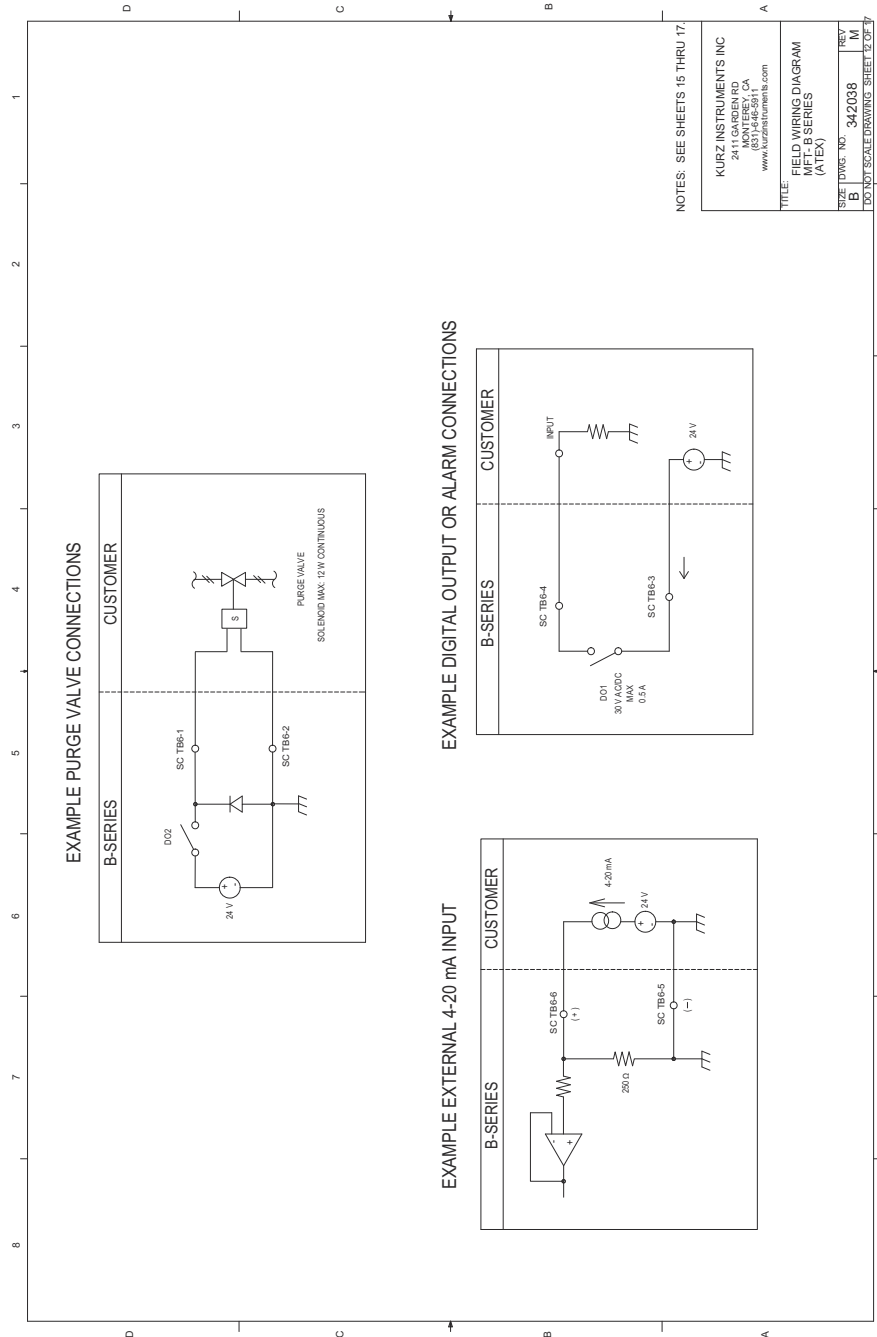 8
7
6
5
4
3
2
1
D
C
B
A
D
C
B
A
EXAMPLE PURGE VALVE CONNECTIONS
B-SERIES
CUSTOMER
DO2
24 V
+
-
SC TB6-1
SC TB6-2
S
PURGE VALVE
SOLENOID MAX: 12 W CONTINUOUS
EXAMPLE EXTERNAL 4-20 mA INPUT
B-SERIES
CUSTOMER
-
+
250 Ω
SC TB6-6
(+)
SC TB6-5
(−)
4-20 mA
24 V
+
-
EXAMPLE DIGITAL OUTPUT OR ALARM CONNECTIONS
B-SERIES
CUSTOMER
DO1
30 V AC/DC
MAX
0.5 A
SC TB6-4
SC TB6-3
INPUT
24 V
+
-
NOTES: SEE SHEETS 15 THRU 17.
KURZ INSTRUMENTS INC
2411 GARDEN RD
MONTEREY, CA
(831)-646-5911
www.kurzinstruments.com
TITLE:
FIELD WIRING DIAGRAM
MFT- B SERIES
(ATEX)
SIZE
B
DWG. NO.
342038
REV
M
DO NOT SCALE DRAWING SHEET 12 OF 17